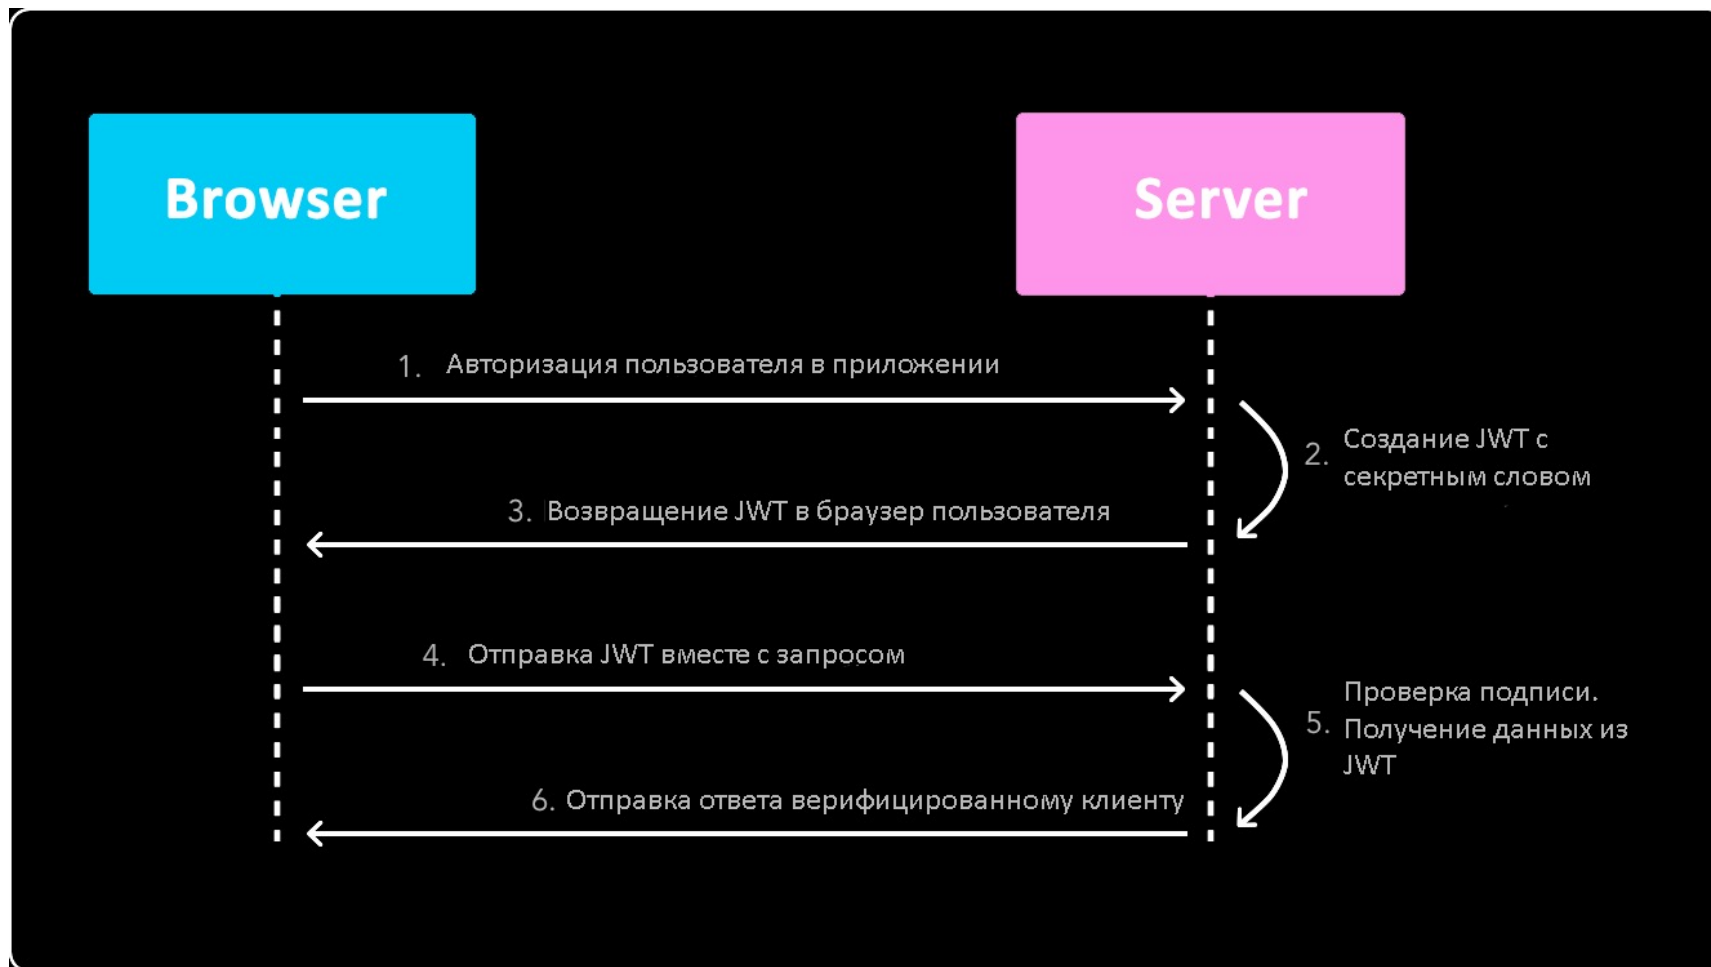 Browser
Server
1. Авторизация пользователя в приложении
2. Создание JWT с
секретным словом
3. Возвращение JWT в браузер пользователя
4. Отправка JWT вместе с запросом
5. Проверка подписи.
Получение данных из
JWT
6. Отправка ответа верифицированному клиенту